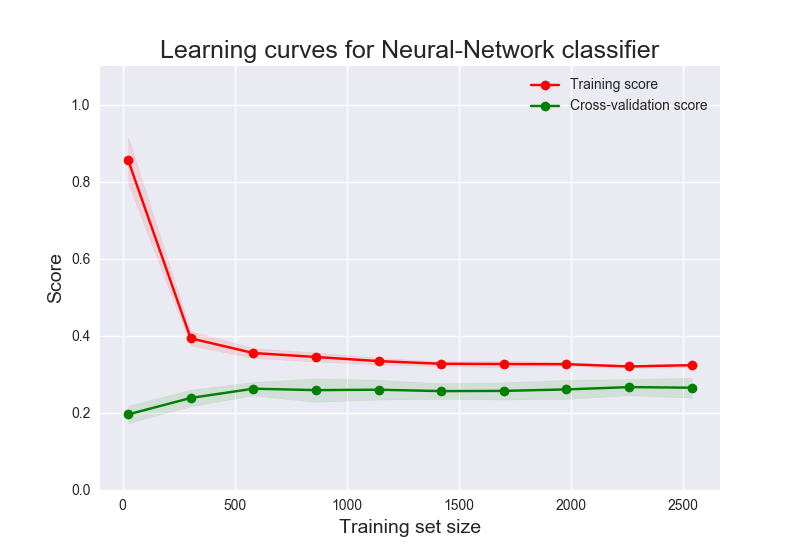 Learning curves for Neural-Network classifier
Training score
Cross-validation score
1.0
0.8
0.6
0.4
0.2
0.0
Score
0
500
1000
1500
2000
2500
Training set size